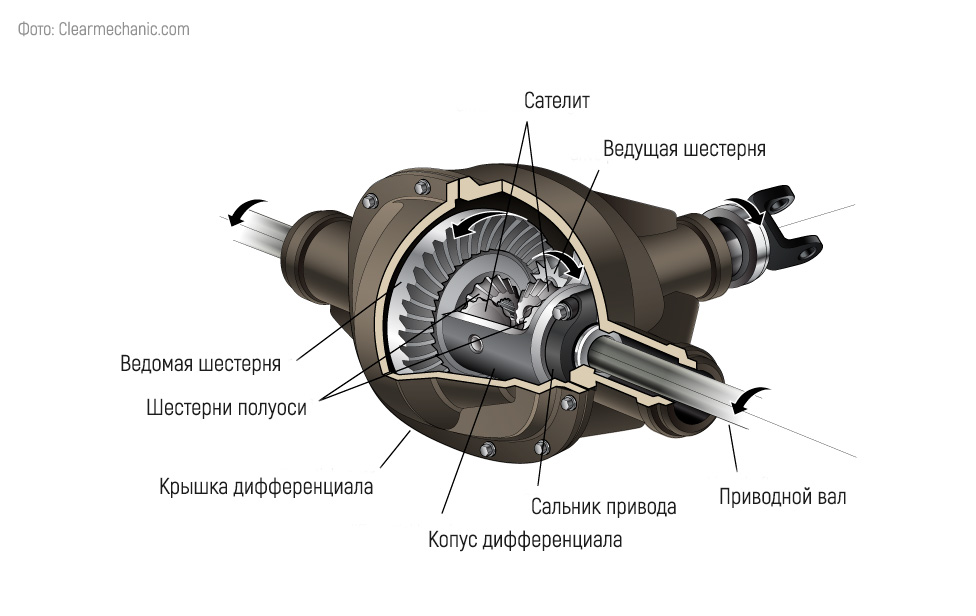 Фото: Clearmechanic.com
Сателит
Ведущая шестерня
Ведомая шестерня
Шестерни полуоси
Крышка дифференциала
Сальник привода
Приводной вал
Копус дифференциала